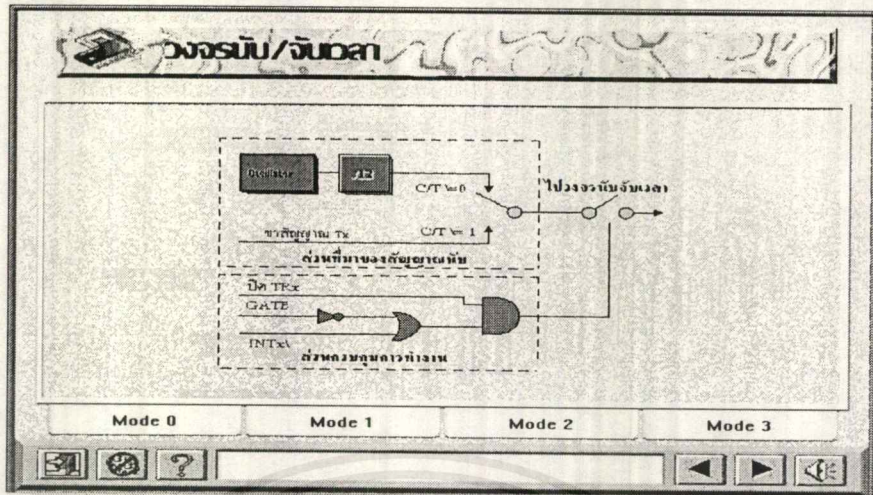 วงจรนับ/จับเวลา
Oscillator
/12
C/T \= 0
ไปวงจรนับจับเวลา
ขาสัญญาณ Tx
C/T \= 1
ส่วนที่มาของสัญญาณนับ
บิต TRx
GATE
INTx\
ส่วนควบคุมการทำงาน
Mode 0
Mode 1
Mode 2
Mode 3
?